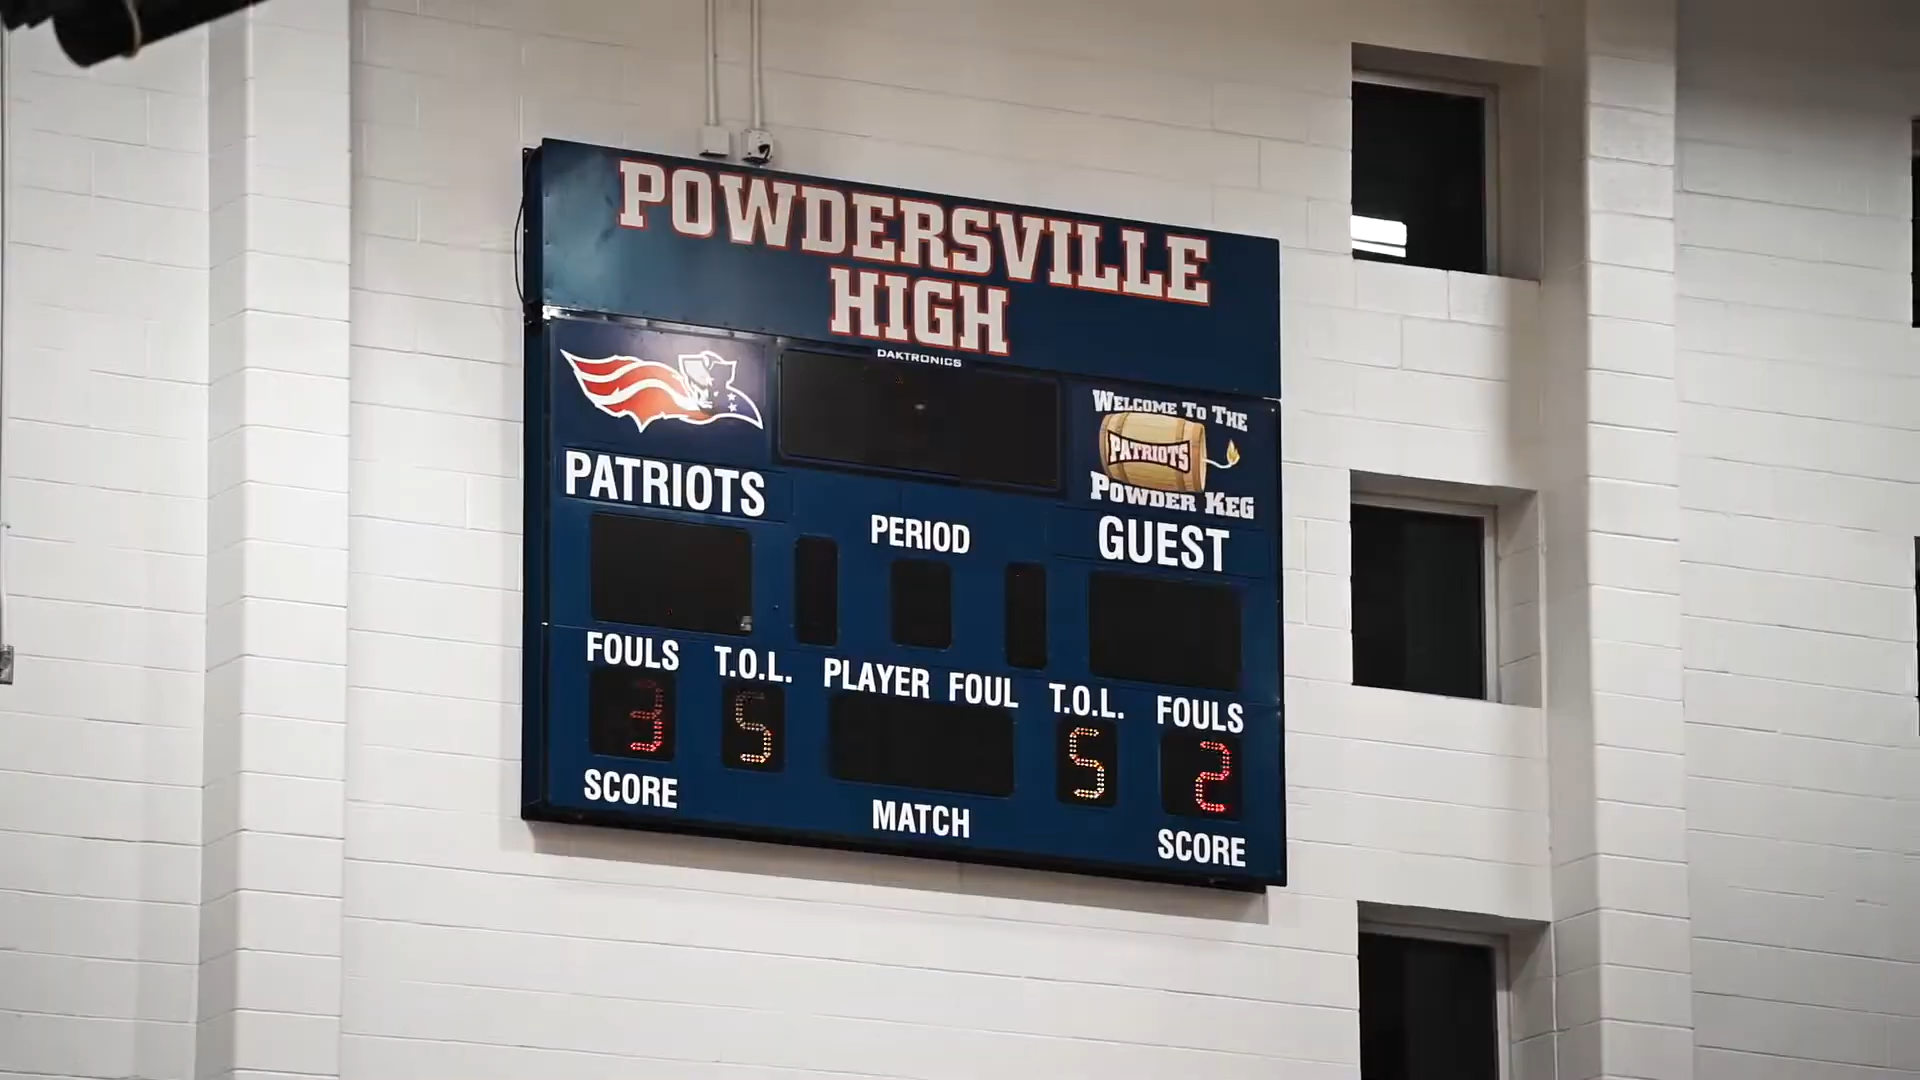 POWDERSVILLE
HIGH
DAKTRONICS
WELCOME TO THE
PATRIOTS
POWDER KEG
PATRIOTS
PERIOD
GUEST
FOULS T.O.L. PLAYER FOUL T.O.L. FOULS
3 5 5 2
SCORE MATCH SCORE